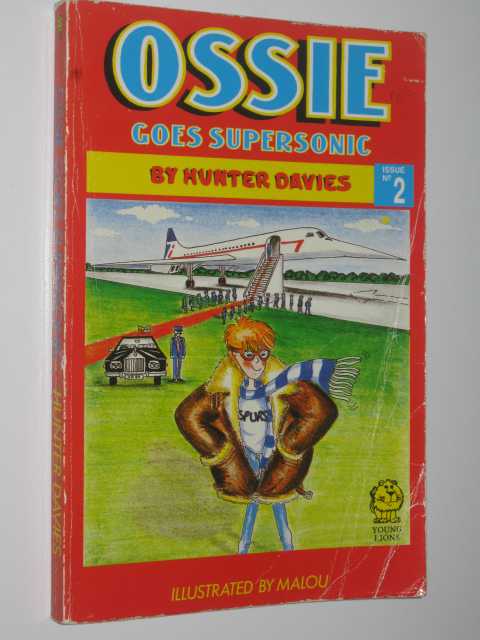 OSSIE
GOES SUPERSONIC
BY HUNTER DAVIES
ISSUE
Nº 2
SPURS
YOUNG
LIONS
ILLUSTRATED BY MALOU
HUNTER DAVIES